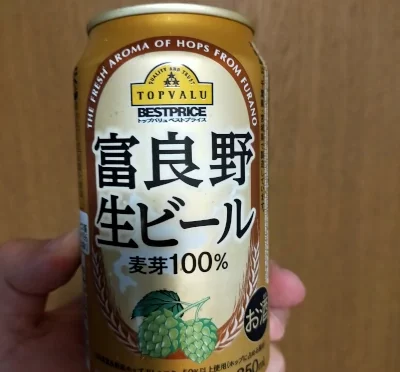 THE FRESH AROMA OF HOPS FROM FURANO
QUALITY AND TRUST
TOPVALU
BESTPRICE
トップバリュ ベストプライス
富良野
生ビール
麦芽100%
お酒
350ml